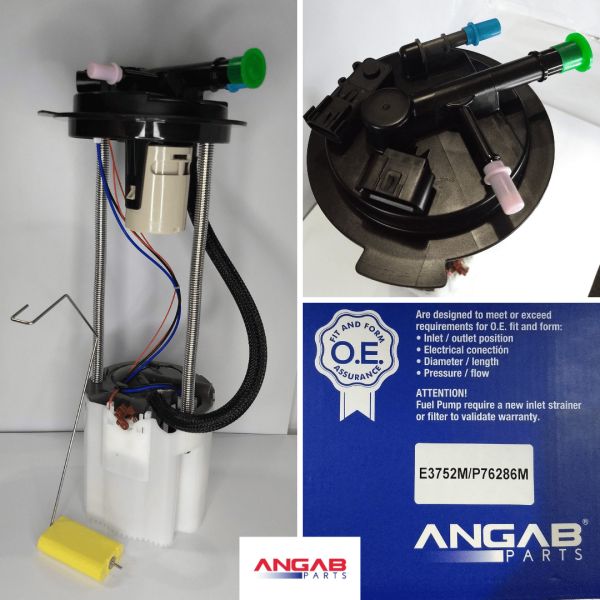 Are designed to meet or exceed
requirements for O.E. fit and form:
• Inlet / outlet position
• Electrical conectión
• Diameter / length
• Pressure / flow
FIT AND FORM
O.E.
ASSURANCE
ATTENTION!
Fuel Pump require a new inlet strainer
or filter to validate warranty.
E3752M/P76286M
ANGAB®
PARTS
ANGAB
PARTS